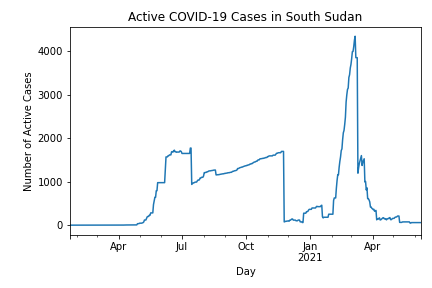 Active COVID-19 Cases in South Sudan
4000
3000
2000
1000
0
Number of Active Cases
Apr Jul Oct Jan Apr
2021
Day